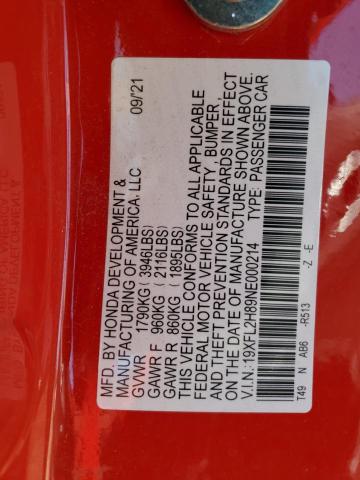 MFD. BY HONDA DEVELOPMENT &
MANUFACTURING OF AMERICA, LLC 09/'21
GVWR 1790KG (3946LBS)
GAWR F 960KG (2116LBS)
GAWR R 860KG (1895LBS)
THIS VEHICLE CONFORMS TO ALL APPLICABLE
FEDERAL MOTOR VEHICLE SAFETY, BUMPER,
AND THEFT PREVENTION STANDARDS IN EFFECT
ON THE DATE OF MANUFACTURE SHOWN ABOVE.
V.I.N.: 19XFL2H89NE000214 TYPE: PASSENGER CAR
T49 N AB6 -R513 -Z -E